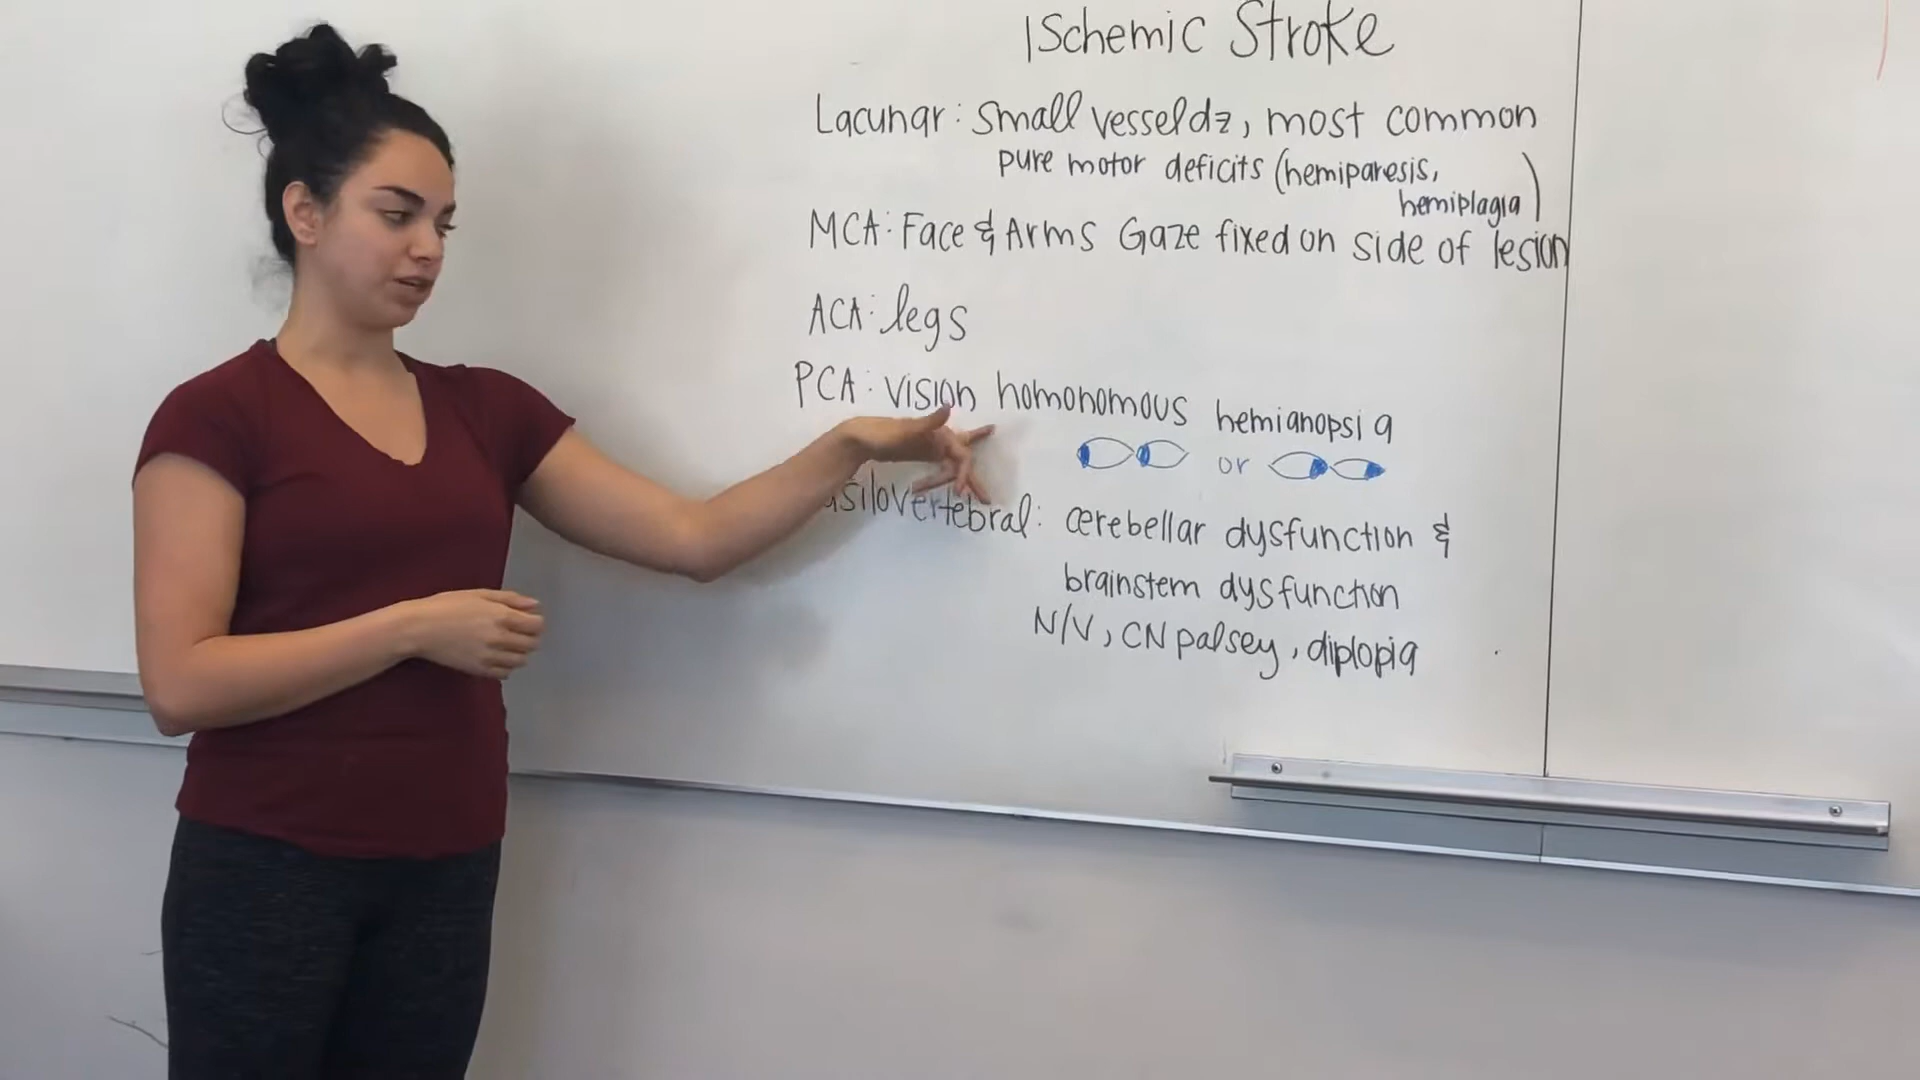 Ischemic Stroke
Lacunar: small vessel dz, most common
pure motor deficits (hemiparesis,
hemiplagia)
MCA: Face & Arms Gaze fixed on side of lesion
ACA: legs
PCA: vision homonomous hemianopsia
or
cerebellar dysfunction &
brainstem dysfunction
N/V, CN palsey, diplopia